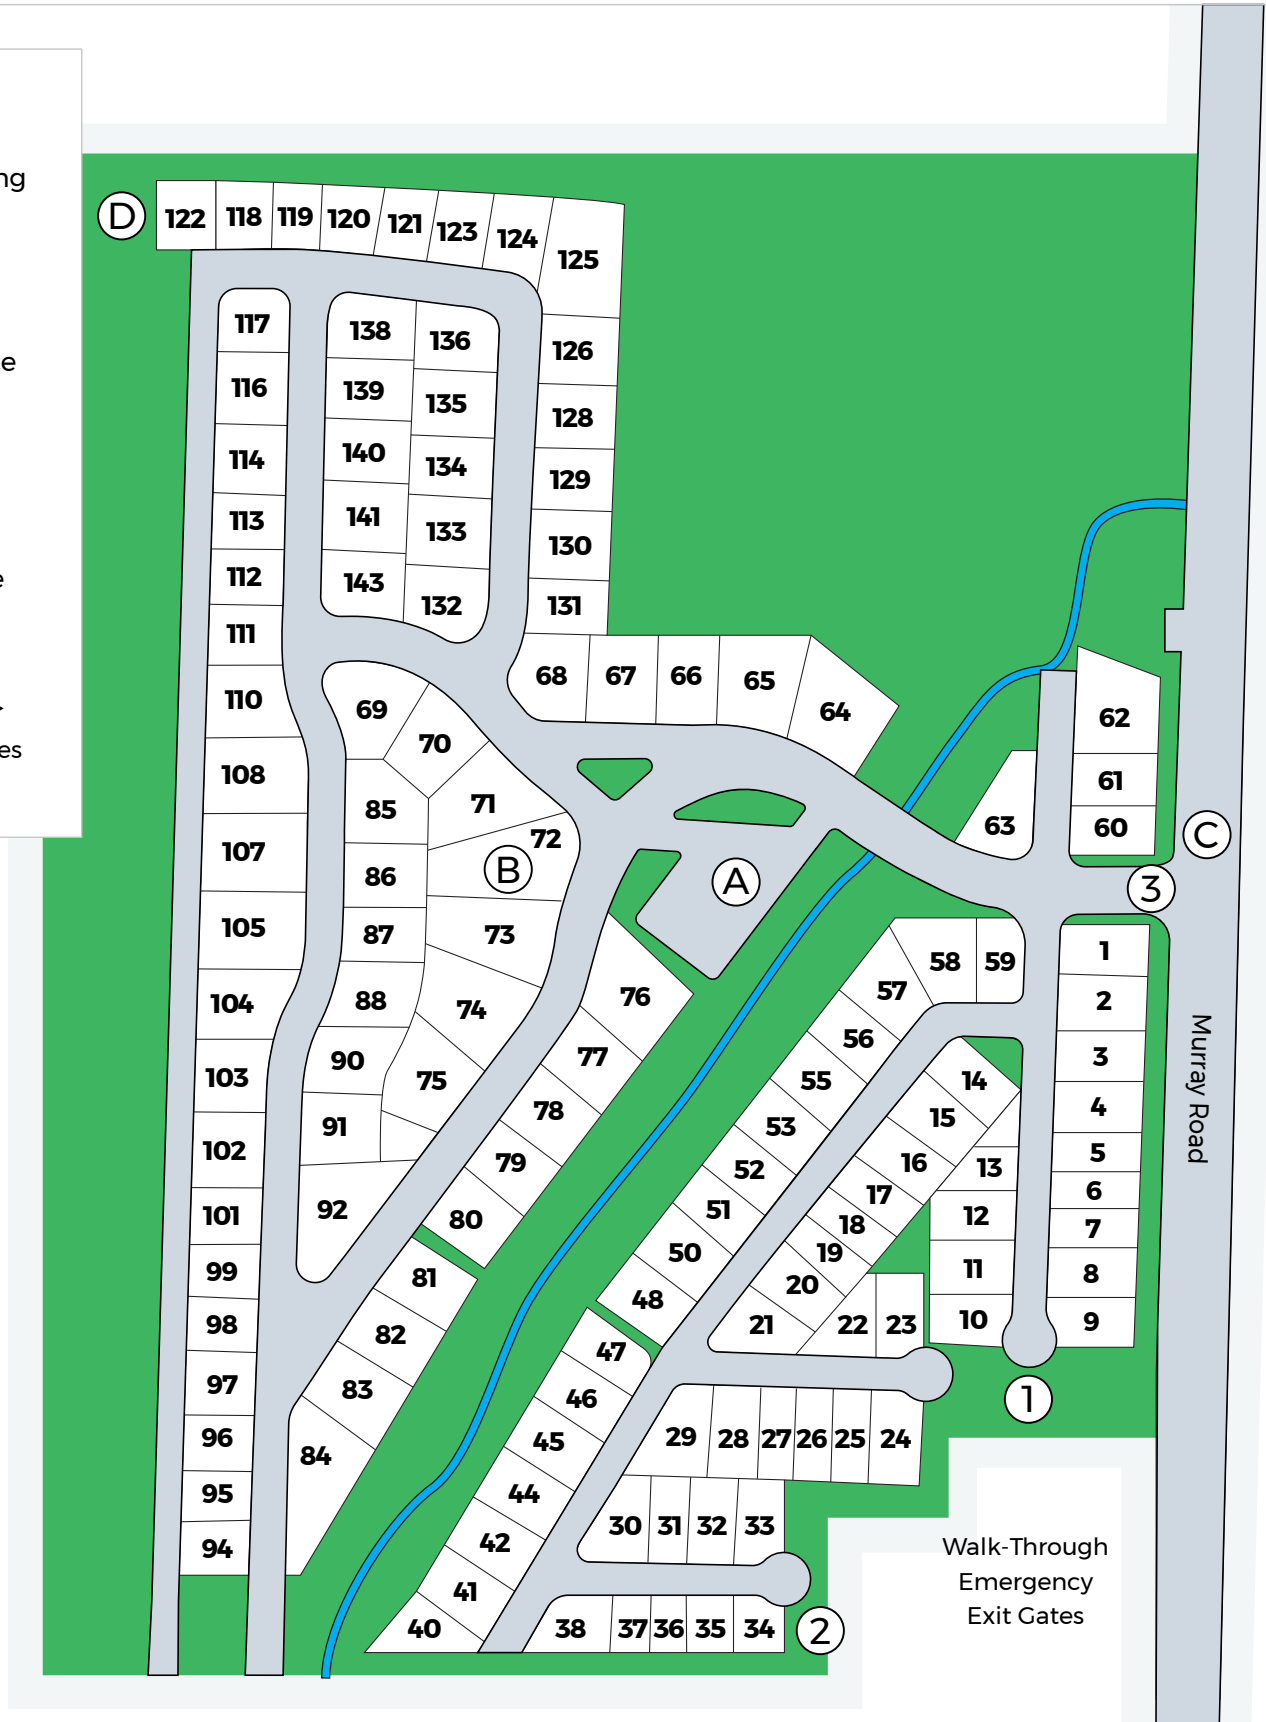 ng
e
e
es
D
122 118 119 120 121 123 124 125
117 138 136 126
116 139 135 128
114 140 134 129
113 141 133 130
112 143 132 131
111
110 69 70 68 67 66 65 64 62
108 85 71 63 61
107 86 72 B A 60 C
3
105 87 73 58 59 1
104 88 74 76 57 2
103 90 75 77 56 14 3
102 91 78 55 15 4
101 92 79 53 16 13 5
99 80 52 17 12 6
98 81 51 18 11 7
97 82 50 19 10 8
96 83 48 20 9
95 84 47 21 22 23
94 46 1
45 29 28 27 26 25 24
44 30 31 32 33
42
41
40 38 37 36 35 34 2
Murray Road
Walk-Through
Emergency
Exit Gates